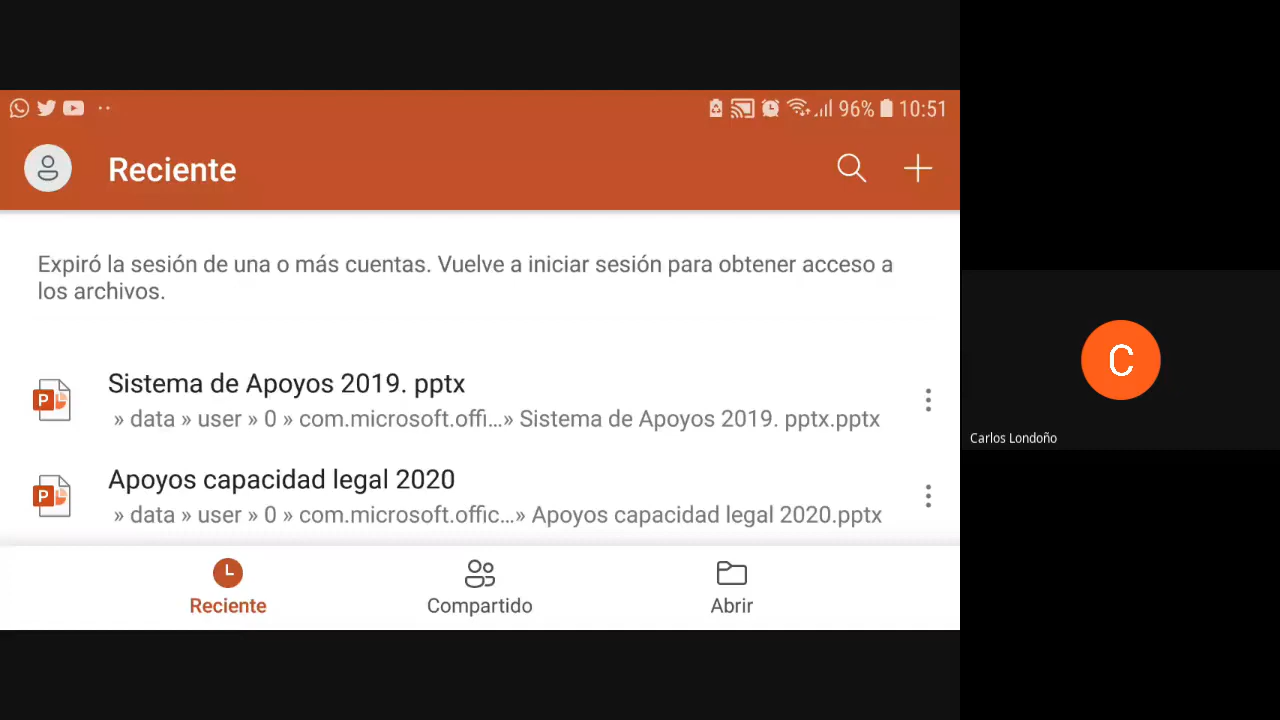 96% 10:51
Reciente
Expiró la sesión de una o más cuentas. Vuelve a iniciar sesión para obtener acceso a
los archivos.
P
Sistema de Apoyos 2019. pptx
» data » user » 0 » com.microsoft.offi...» Sistema de Apoyos 2019. pptx.pptx
P
Apoyos capacidad legal 2020
» data » user » 0 » com.microsoft.offic...» Apoyos capacidad legal 2020.pptx
Reciente
Compartido
Abrir
C
Carlos Londoño